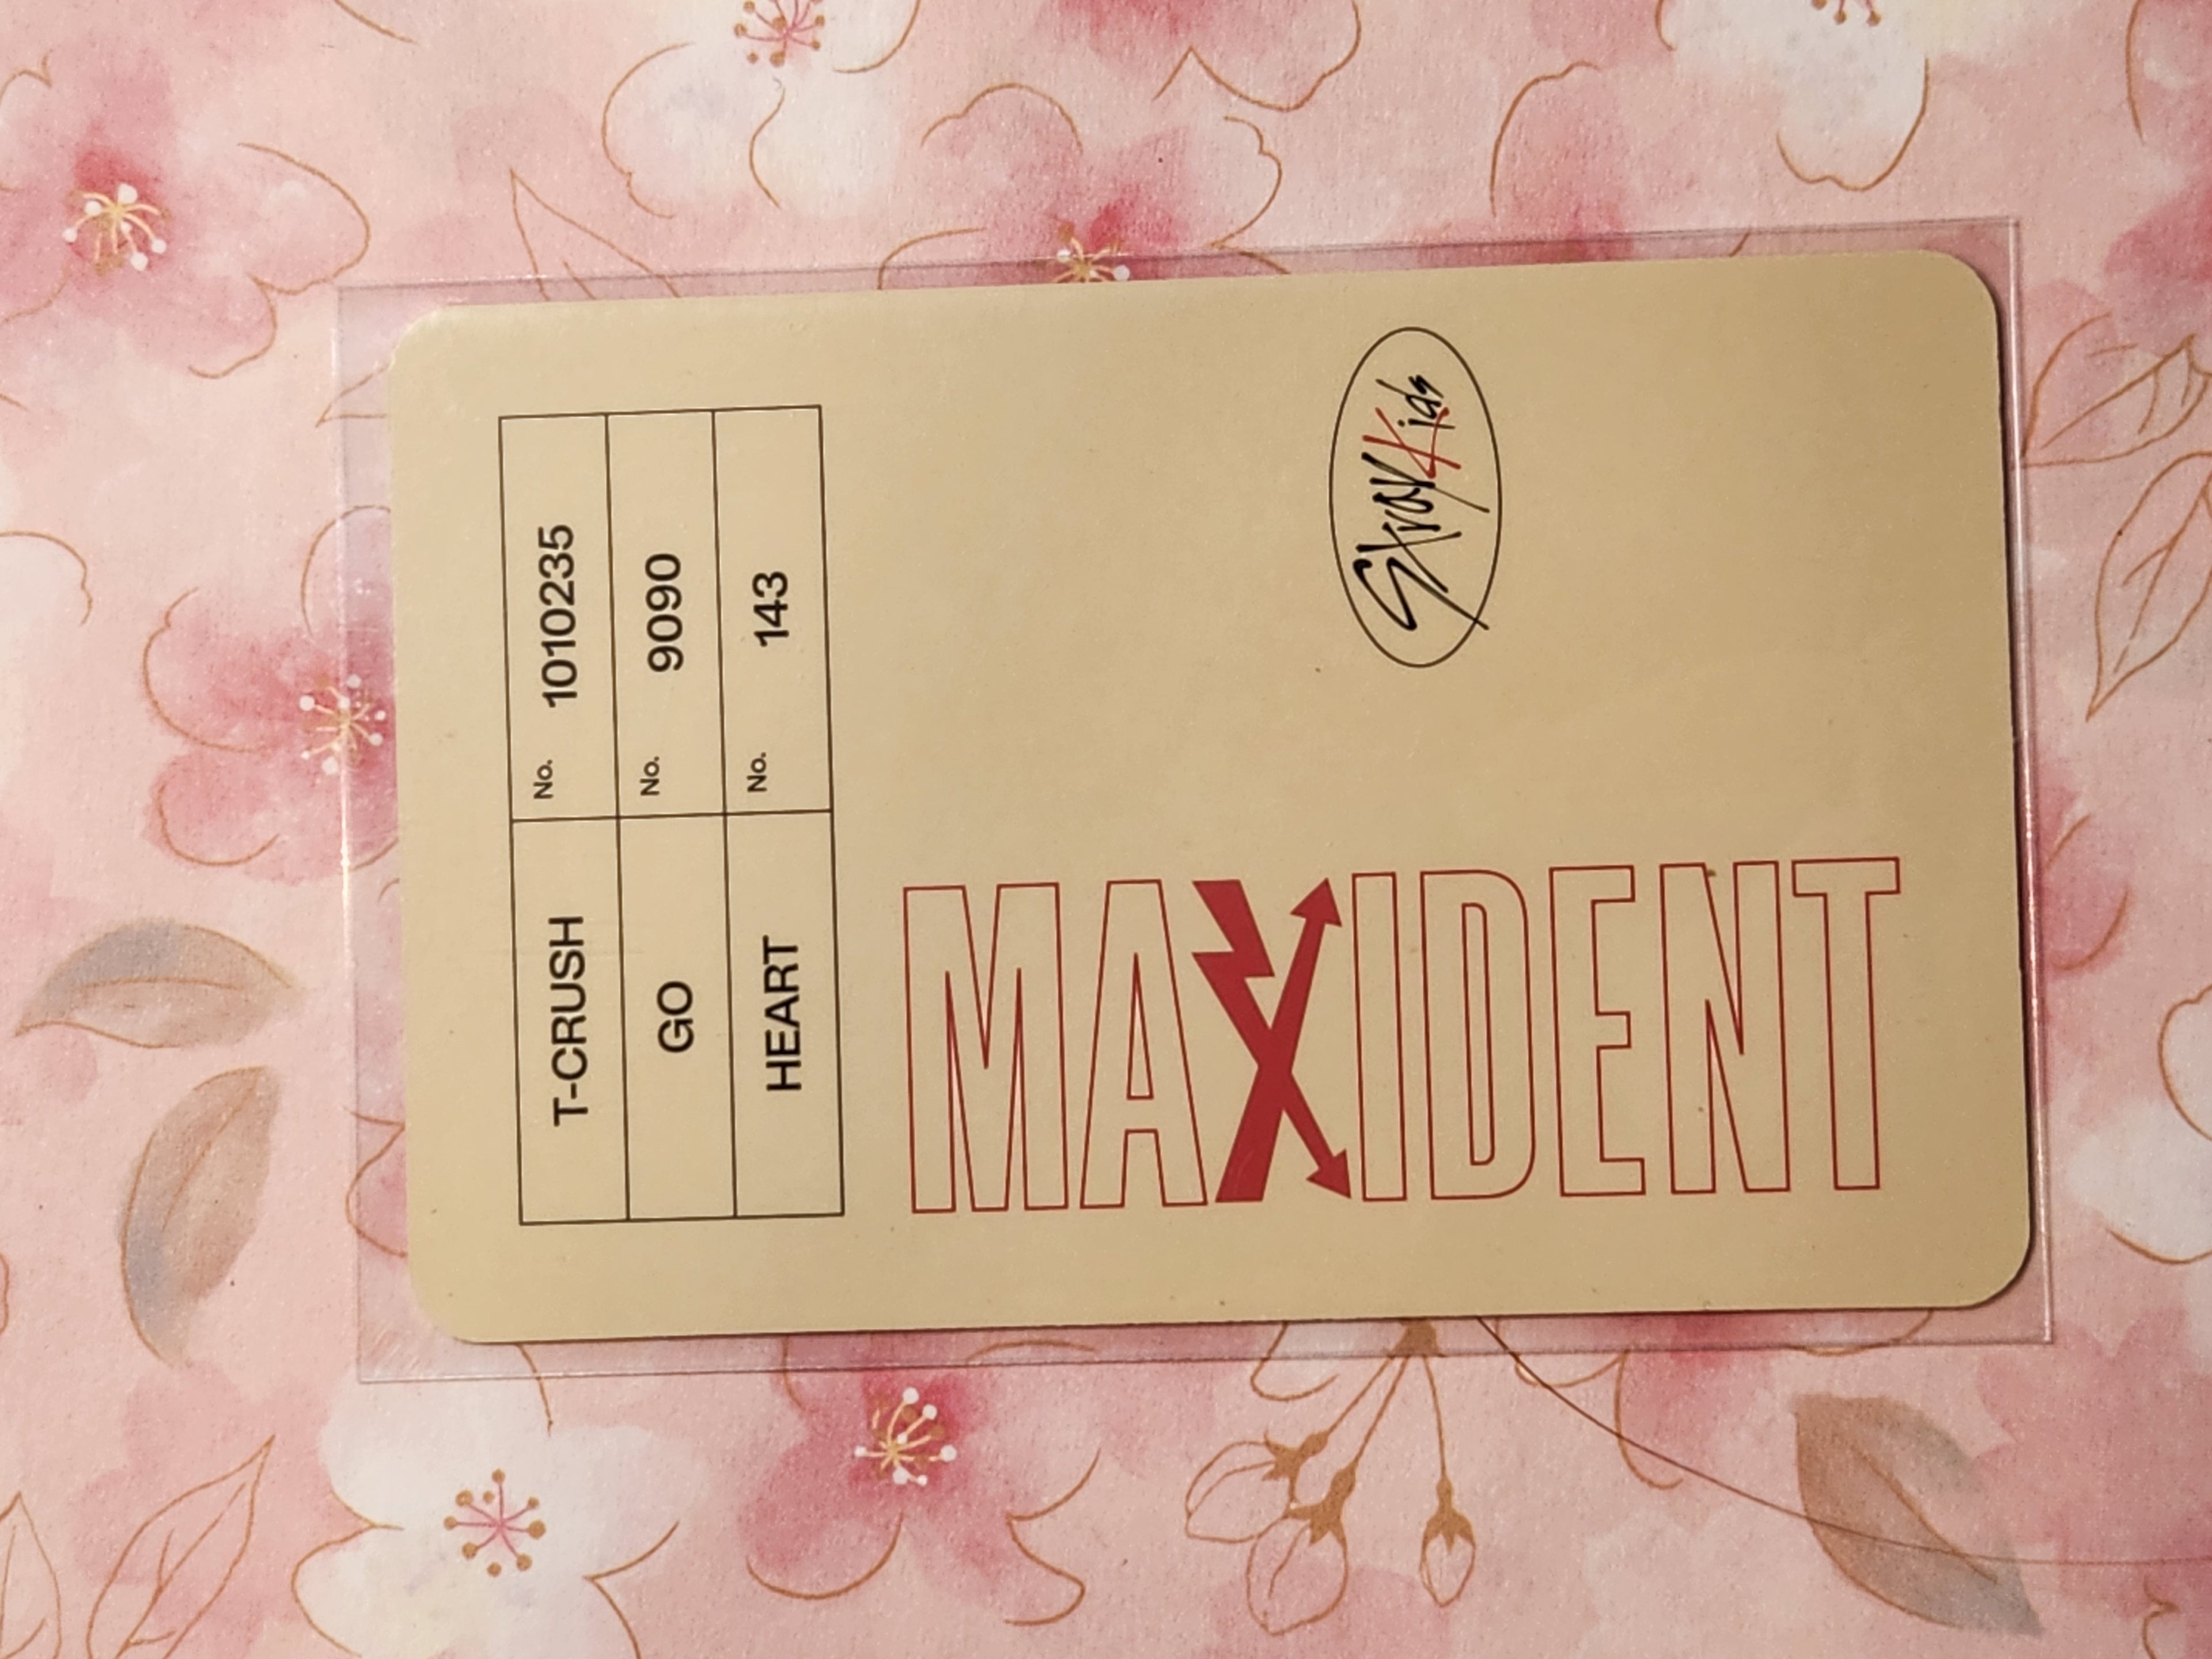 T-CRUSH No. 1010235
GO No. 9090
HEART No. 143
MAXIDENT
Stray Kids